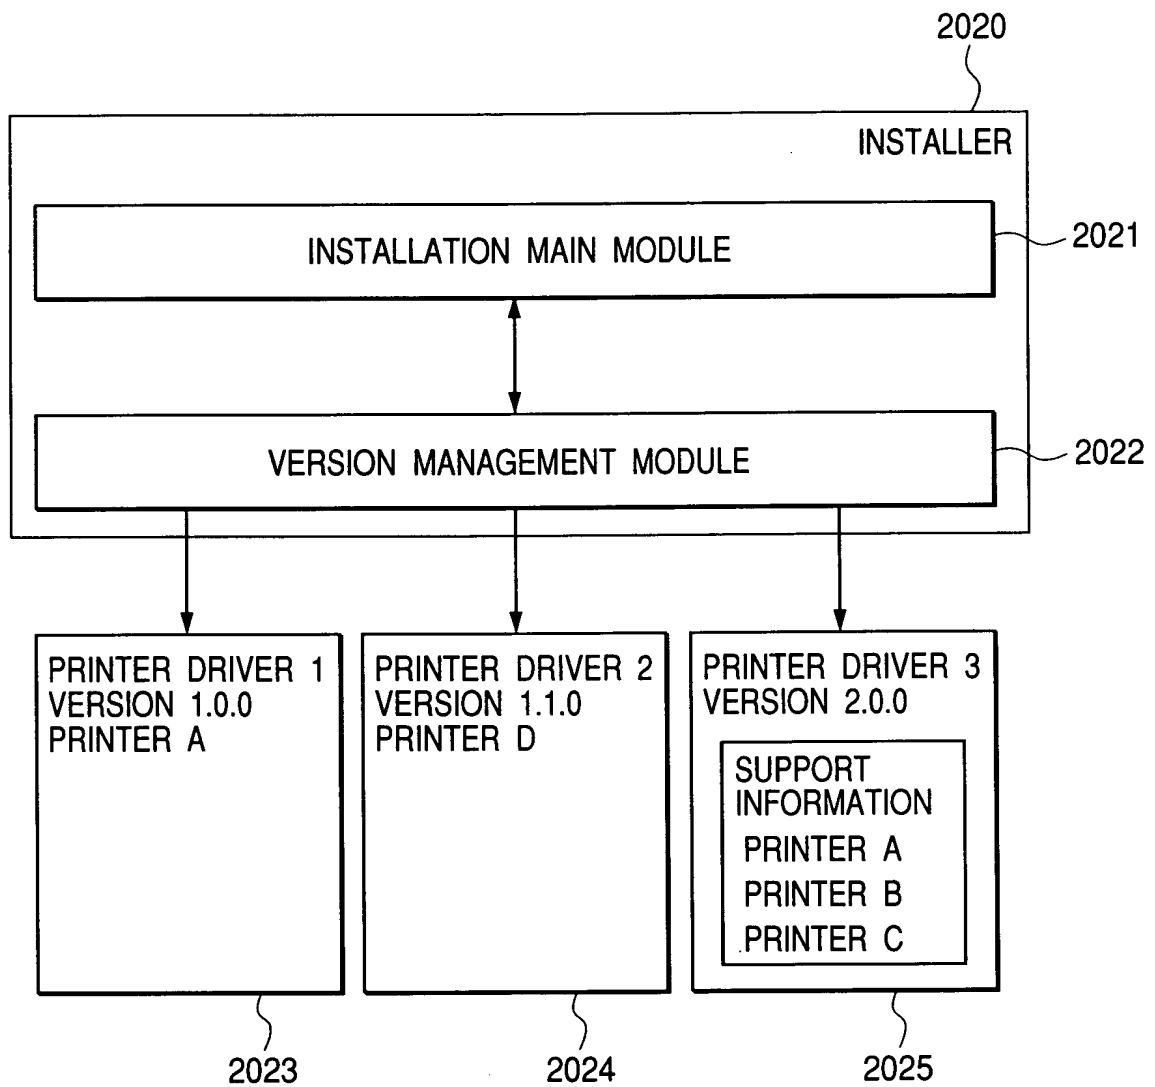 2020
INSTALLER
INSTALLATION MAIN MODULE
2021
VERSION MANAGEMENT MODULE
2022
PRINTER DRIVER 1
VERSION 1.0.0
PRINTER A
PRINTER DRIVER 2
VERSION 1.1.0
PRINTER D
PRINTER DRIVER 3
VERSION 2.0.0
SUPPORT
INFORMATION
PRINTER A
PRINTER B
PRINTER C
2023
2024
2025